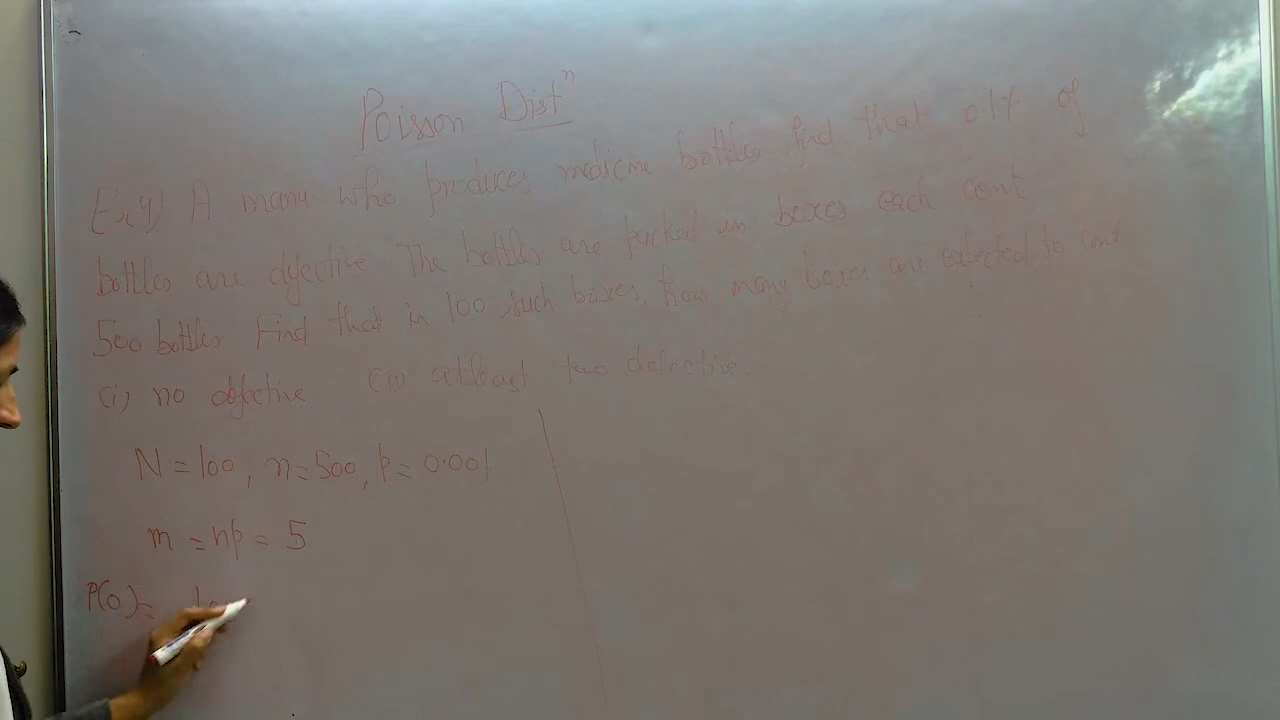 Poisson Distⁿ
Ex 4) A manu who produces medicine bottles find that 0.1% of
bottles are defective The bottles are packed in boxes each cont
500 bottles Find that in 100 such boxes, how many boxes are expected to cont
(i) no defective (ii) atleast two defective.
N = 100, n = 500, p = 0.001
m = np = 5
P(0) =